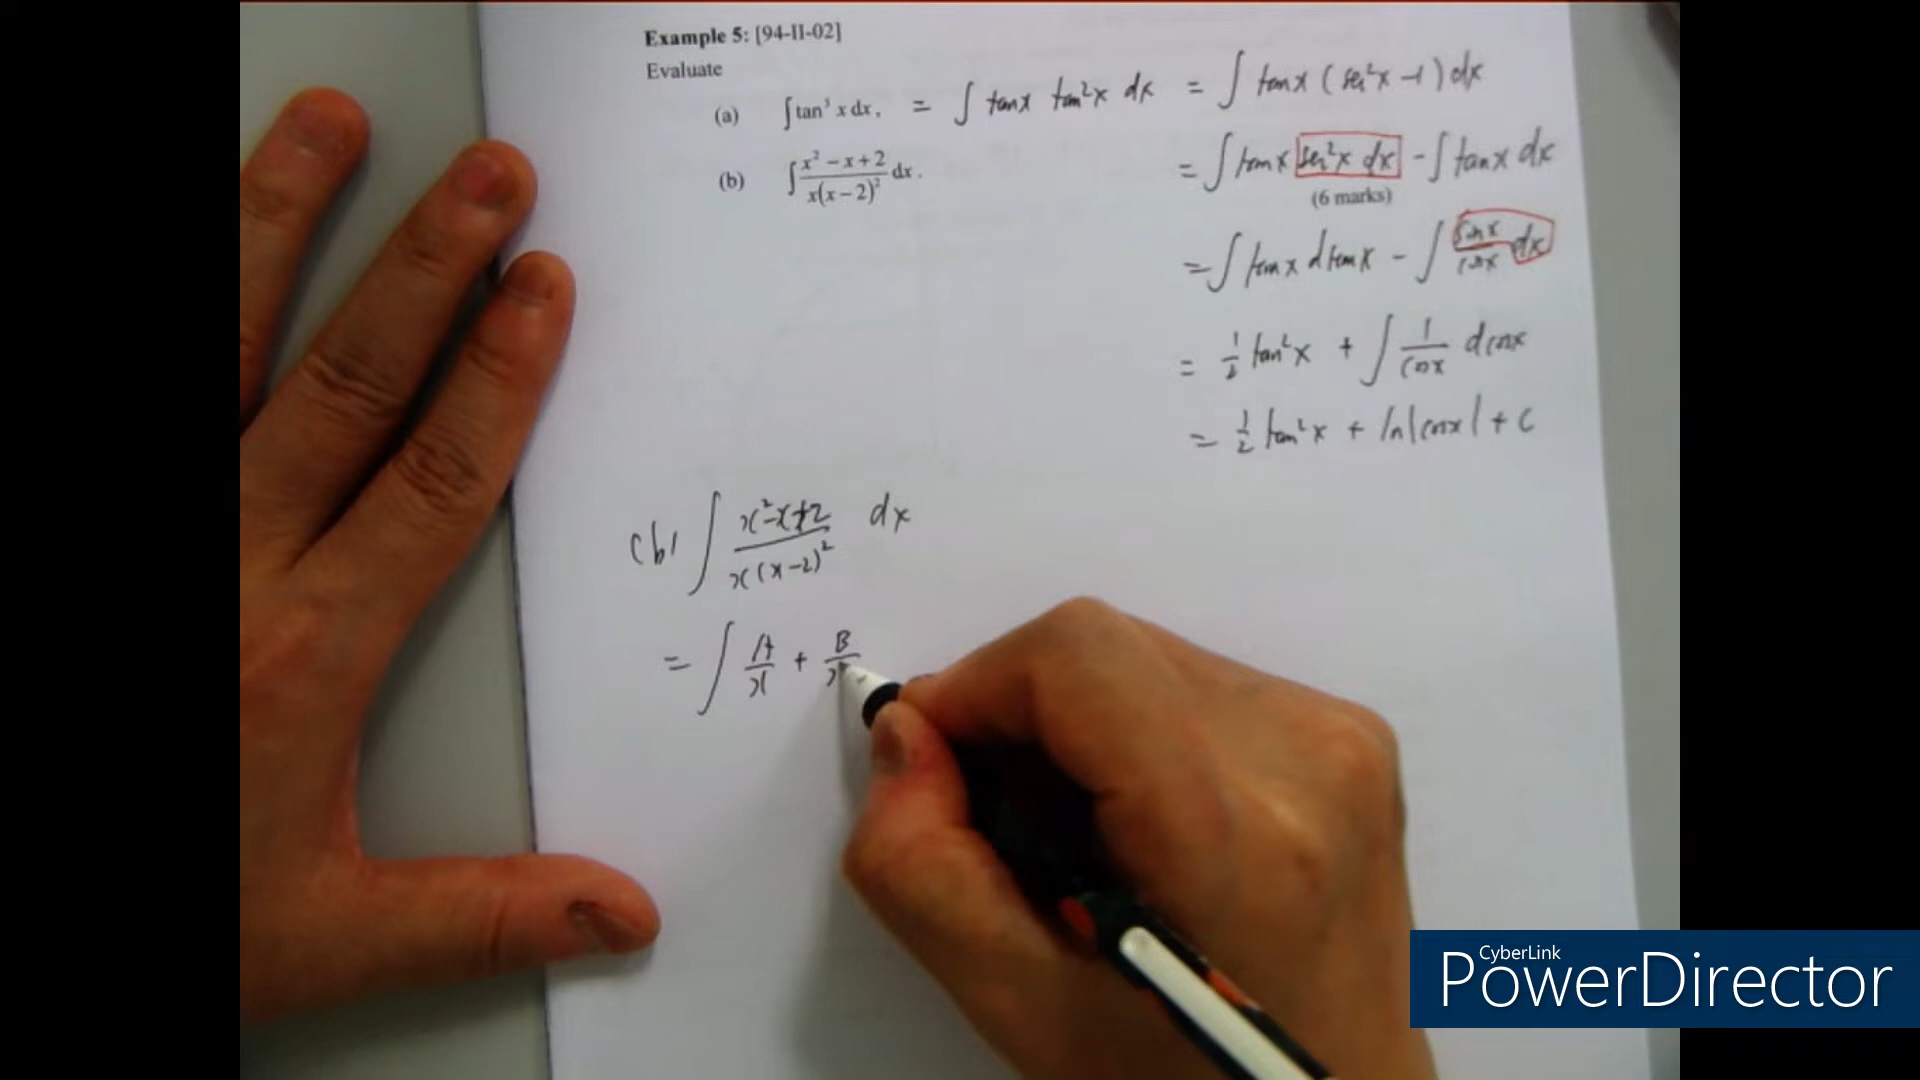 Example 5: [94-II-02]
Evaluate
(a) ∫tan³ x dx, = ∫ tanx tan²x dx = ∫ tanx (sec²x - 1) dx
= ∫ tanx sec²x dx - ∫ tanx dx
(b) ∫ (x² - x + 2)/(x(x - 2)²) dx.
(6 marks)
= ∫ tanx d tanx - ∫ sinx/cosx dx
= 1/2 tan²x + ∫ 1/cosx dcosx
= 1/2 tan²x + ln|cosx| + C
(b) ∫ (x²-x+2)/(x(x-2)²) dx
= ∫ A/x + B/x-
CyberLink
PowerDirector